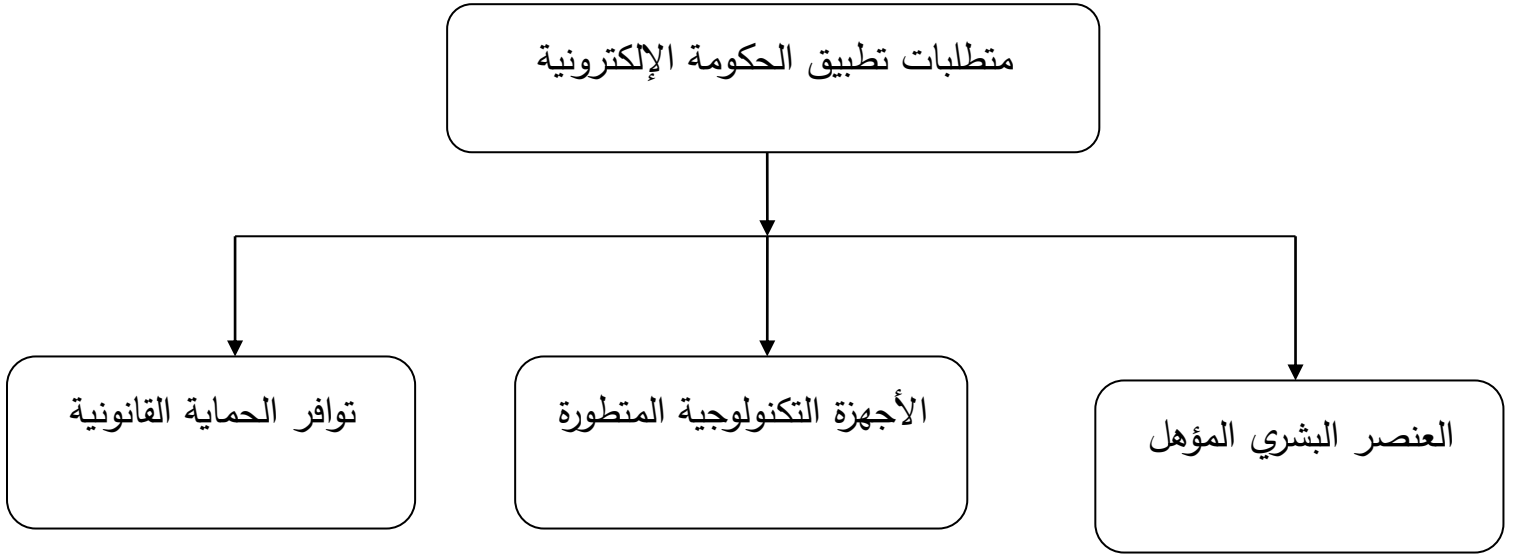 متطلبات تطبيق الحكومة الإلكترونية
العنصر البشري المؤهل
الأجهزة التكنولوجية المتطورة
توافر الحماية القانونية